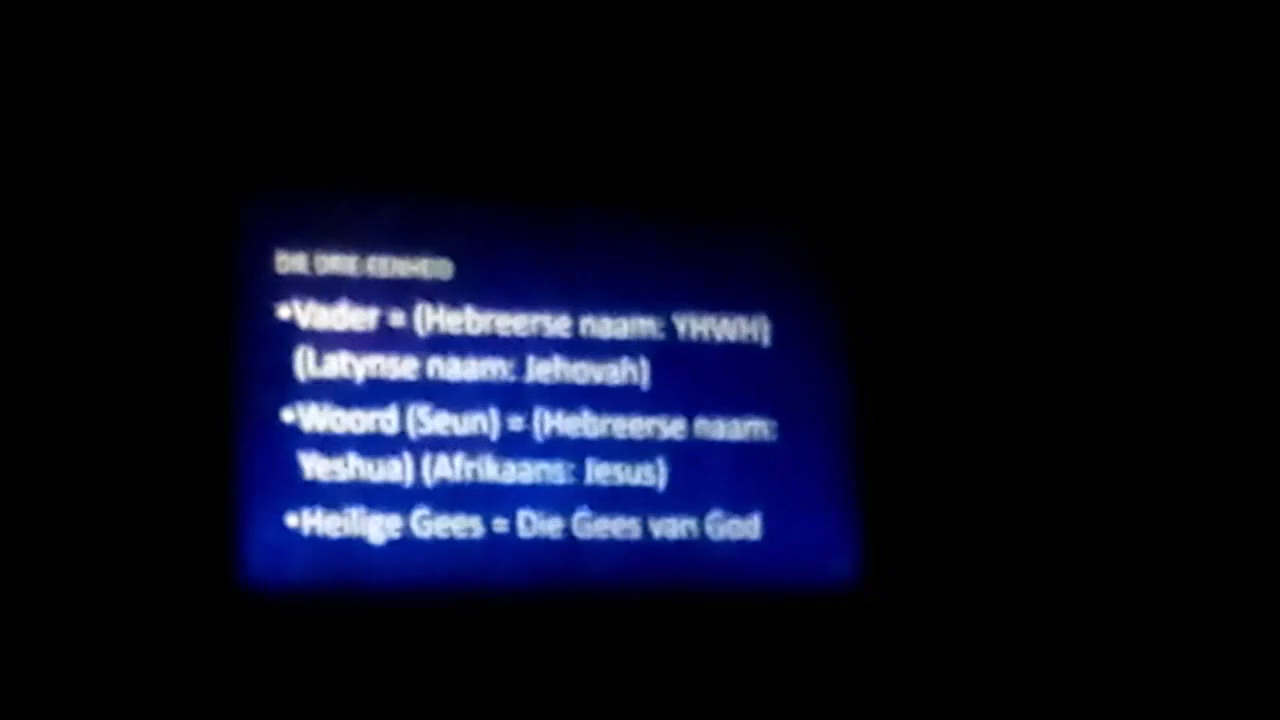 DIE DRIE-EENHEID
•Vader = (Hebreerse naam: YHWH)
(Latynse naam: Jehovah)
•Woord (Seun) = (Hebreerse naam:
Yeshua) (Afrikaans: Jesus)
•Heilige Gees = Die Gees van God